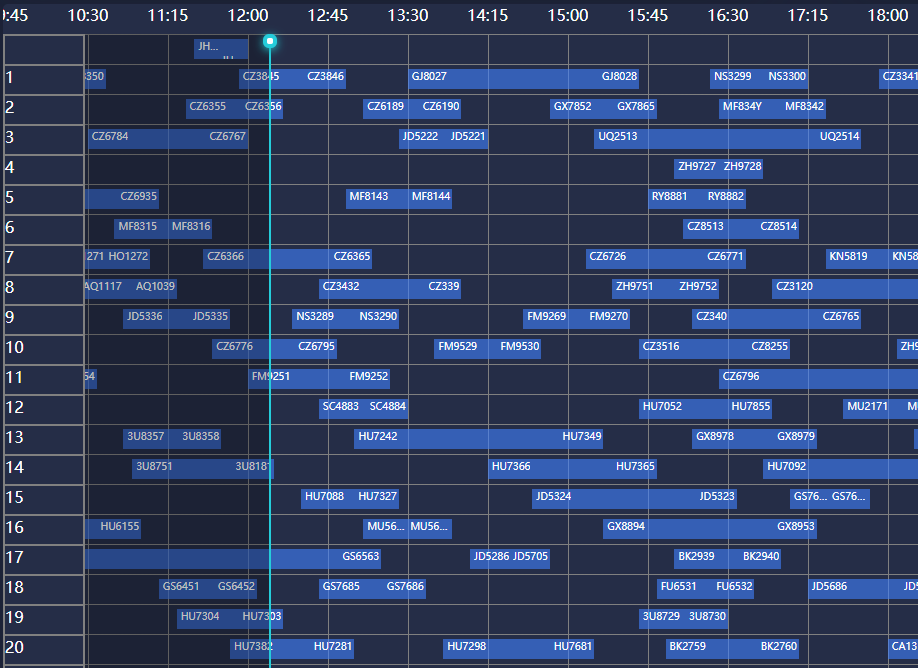 :45 10:30 11:15 12:00 12:45 13:30 14:15 15:00 15:45 16:30 17:15 18:00
JH...
1 350 CZ3845 CZ3846 GJ8027 GJ8028 NS3299 NS3300 CZ3341
2 CZ6355 CZ6356 CZ6189 CZ6190 GX7852 GX7865 MF834Y MF8342
3 CZ6784 CZ6767 JD5222 JD5221 UQ2513 UQ2514
4 ZH9727 ZH9728
5 CZ6935 MF8143 MF8144 RY8881 RY8882
6 MF8315 MF8316 CZ8513 CZ8514
7 271 HO1272 CZ6366 CZ6365 CZ6726 CZ6771 KN5819 KN58
8 AQ1117 AQ1039 CZ3432 CZ339 ZH9751 ZH9752 CZ3120
9 JD5336 JD5335 NS3289 NS3290 FM9269 FM9270 CZ340 CZ6765
10 CZ6776 CZ6795 FM9529 FM9530 CZ3516 CZ8255 ZH9
11 54 FM9251 FM9252 CZ6796
12 SC4883 SC4884 HU7052 HU7855 MU2171
13 3U8357 3U8358 HU7242 HU7349 GX8978 GX8979
14 3U8751 3U8181 HU7366 HU7365 HU7092
15 HU7088 HU7327 JD5324 JD5323 GS76... GS76...
16 HU6155 MU56... MU56... GX8894 GX8953
17 GS6563 JD5286 JD5705 BK2939 BK2940
18 GS6451 GS6452 GS7685 GS7686 FU6531 FU6532 JD5686 JD5
19 HU7304 HU7303 3U8729 3U8730
20 HU7382 HU7281 HU7298 HU7681 BK2759 BK2760 CA13